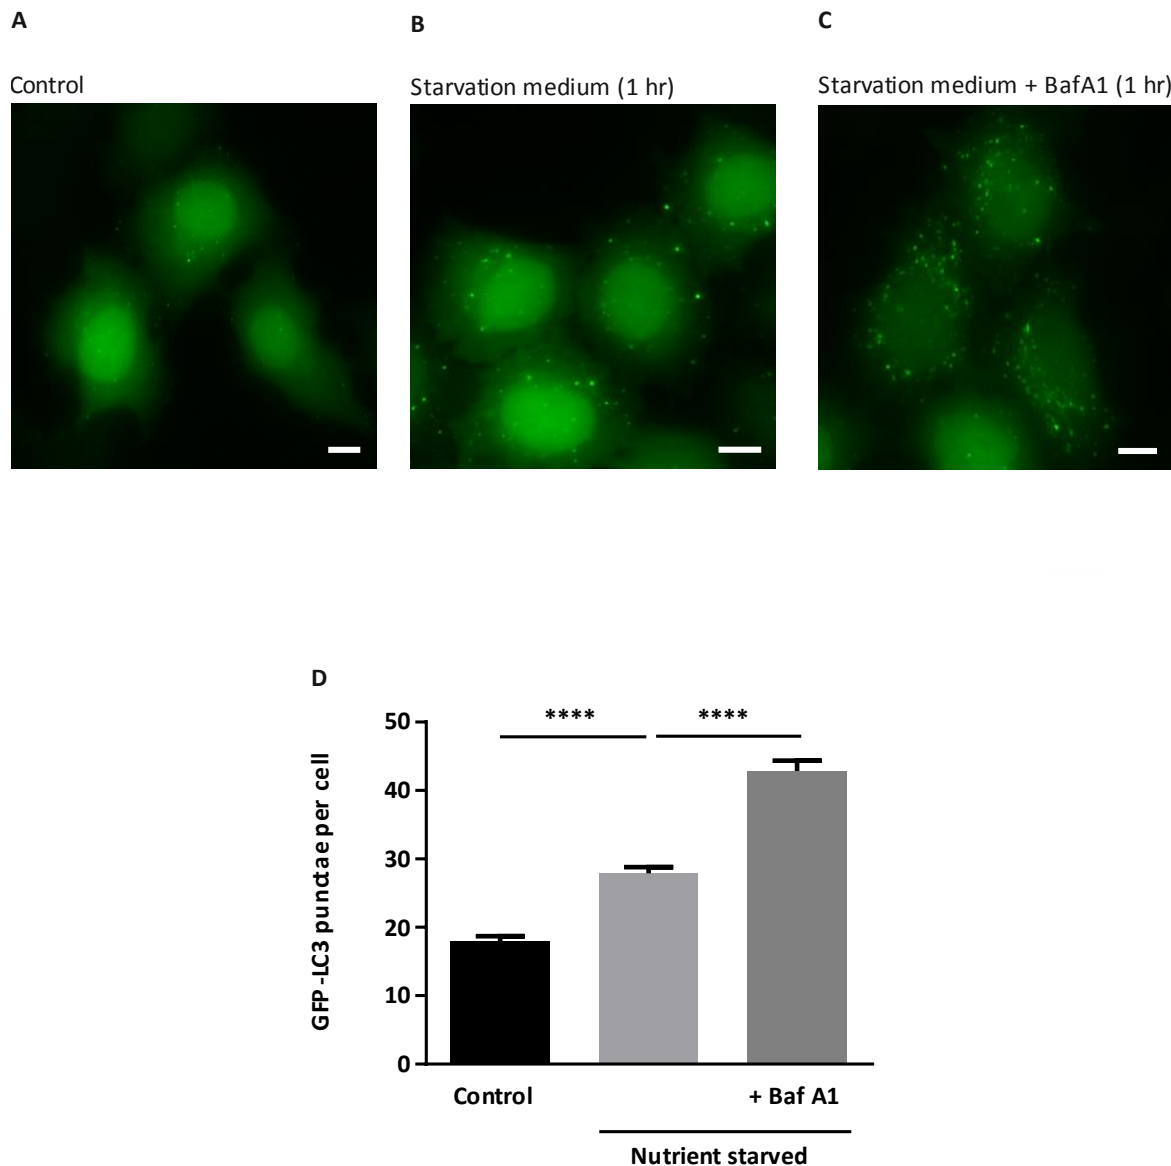 A
B
C
Control
Starvation medium (1 hr)
Starvation medium + BafA1 (1 hr)
D
GFP-LC3 punctae per cell
50
40
30
20
10
0
**** ****
Control
+ Baf A1
Nutrient starved